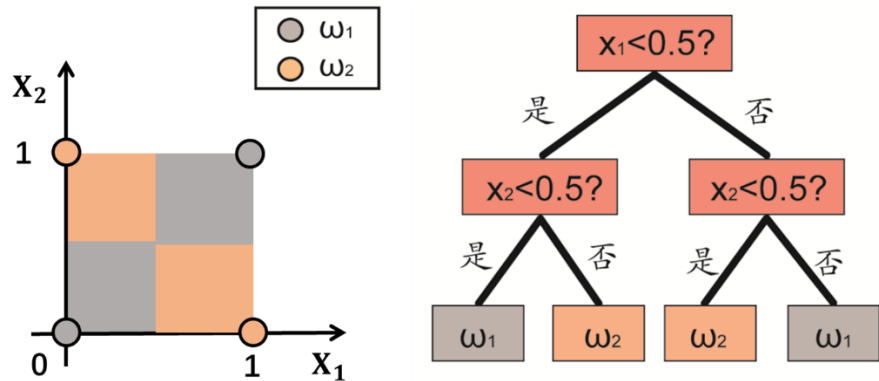 ω₁
ω₂
X₂
1
0
1
X₁
x₁<0.5?
是
否
x₂<0.5?
x₂<0.5?
是
否
是
否
ω₁
ω₂
ω₂
ω₁